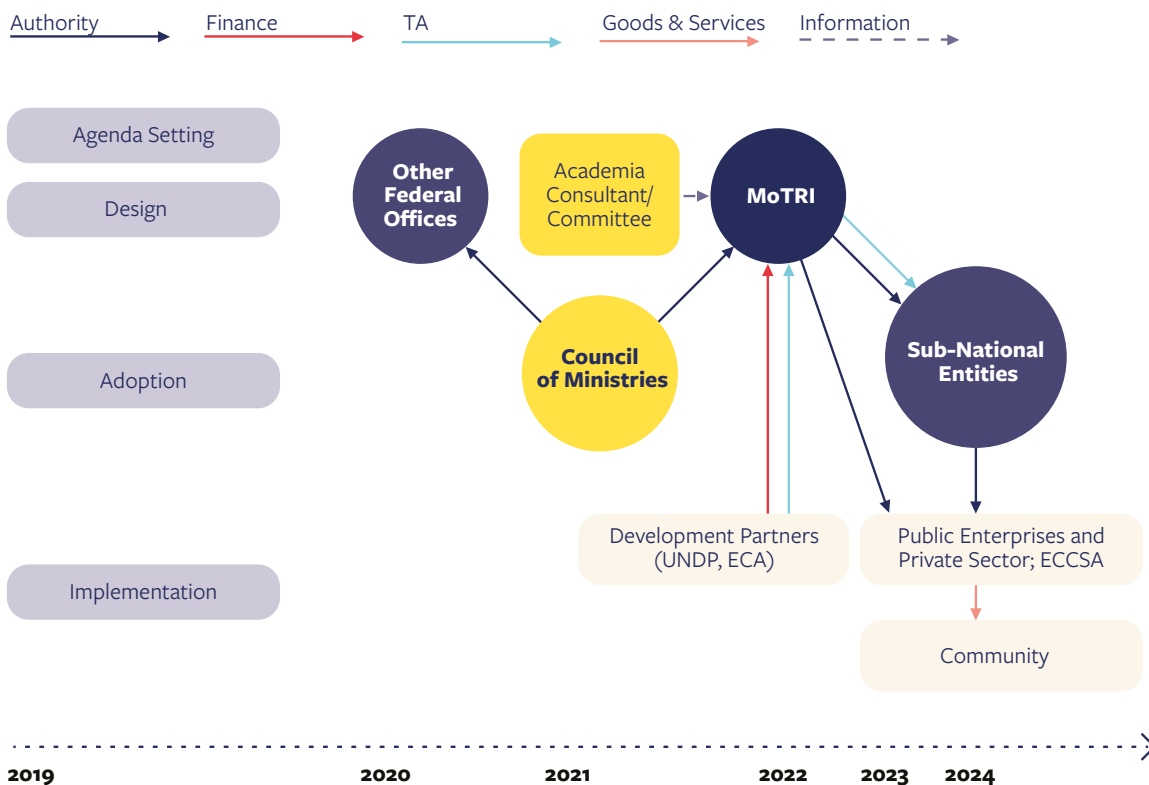 Authority
Finance
TA
Goods & Services
Information
Agenda Setting
Design
Adoption
Implementation
Other
Federal
Offices
Academia
Consultant/
Committee
MoTRI
Council
of Ministries
Sub-National
Entities
Development Partners
(UNDP, ECA)
Public Enterprises and
Private Sector; ECCSA
Community
2019
2020
2021
2022
2023
2024